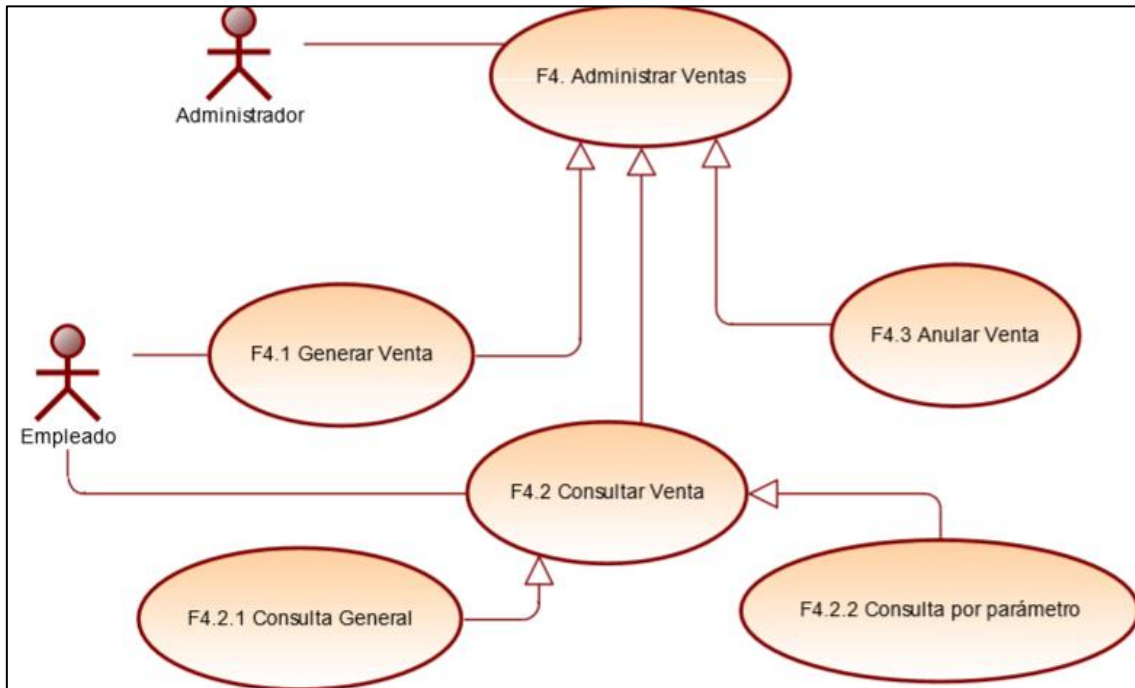 F4. Administrar Ventas
Administrador
F4.3 Anular Venta
F4.1 Generar Venta
Empleado
F4.2 Consultar Venta
F4.2.1 Consulta General
F4.2.2 Consulta por parámetro